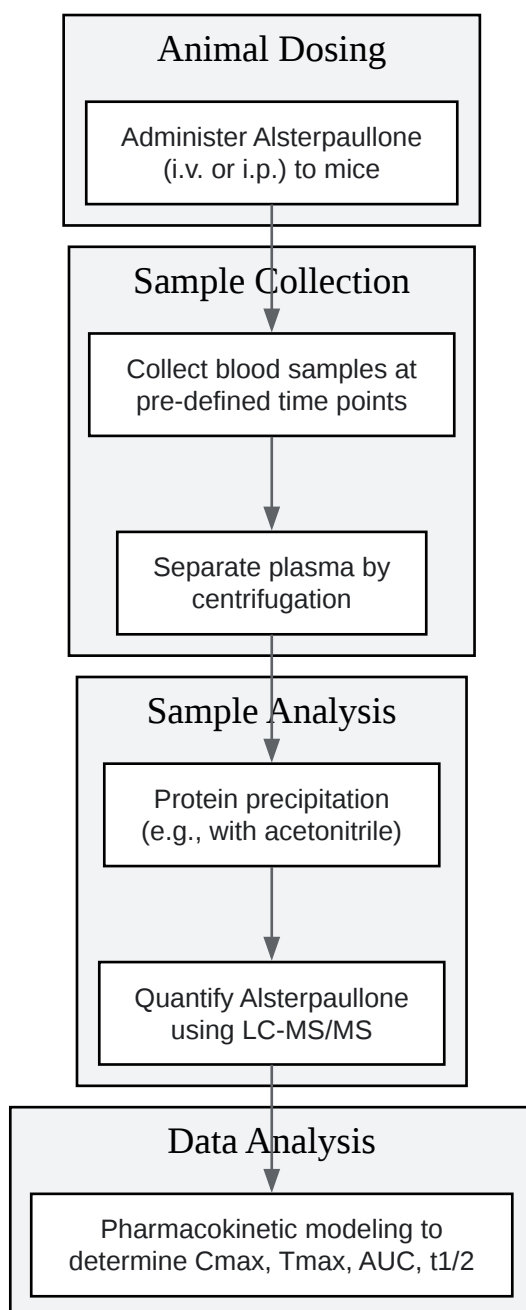 Animal Dosing
Administer Alsterpaullone
(i.v. or i.p.) to mice
Sample Collection
Collect blood samples at
pre-defined time points
Separate plasma by
centrifugation
Sample Analysis
Protein precipitation
(e.g., with acetonitrile)
Quantify Alsterpaullone
using LC-MS/MS
Data Analysis
Pharmacokinetic modeling to
determine Cmax, Tmax, AUC, t1/2